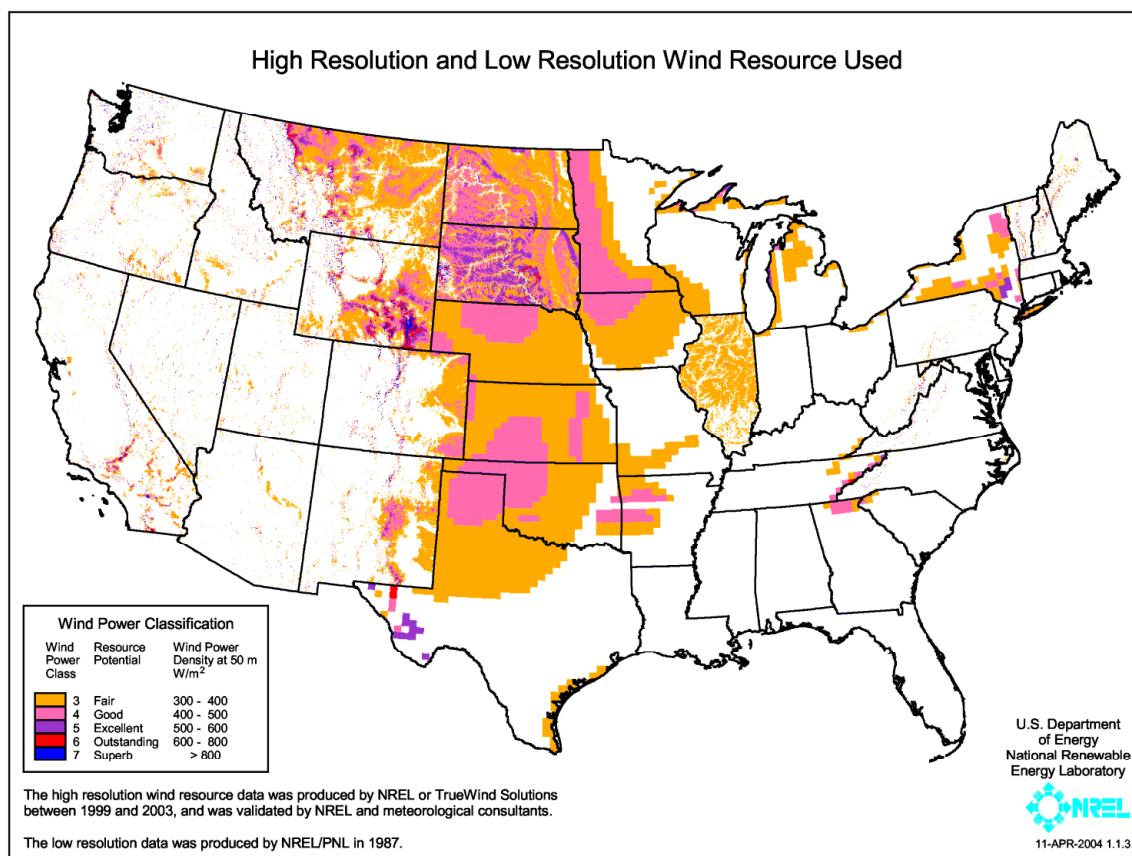 High Resolution and Low Resolution Wind Resource Used
Wind Power Classification
Wind Resource Wind Power
Power Potential Density at 50 m
Class W/m²
3 Fair 300 - 400
4 Good 400 - 500
5 Excellent 500 - 600
6 Outstanding 600 - 800
7 Superb > 800
U.S. Department
of Energy
National Renewable
Energy Laboratory
NREL
11-APR-2004 1.1.3
The high resolution wind resource data was produced by NREL or TrueWind Solutions
between 1999 and 2003, and was validated by NREL and meteorological consultants.
The low resolution data was produced by NREL/PNL in 1987.